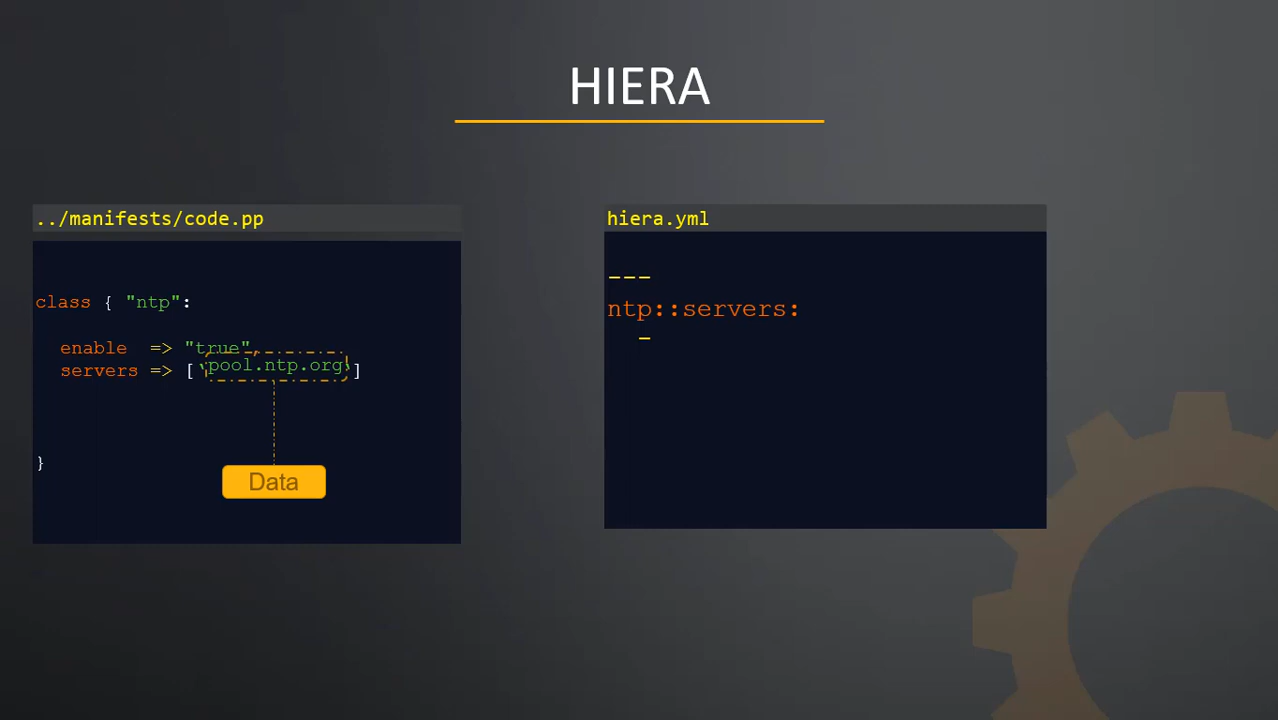 HIERA
../manifests/code.pp
class { "ntp":
enable => "true",
servers => [`pool.ntp.org`]
}
Data
hiera.yml
---
ntp::servers:
-